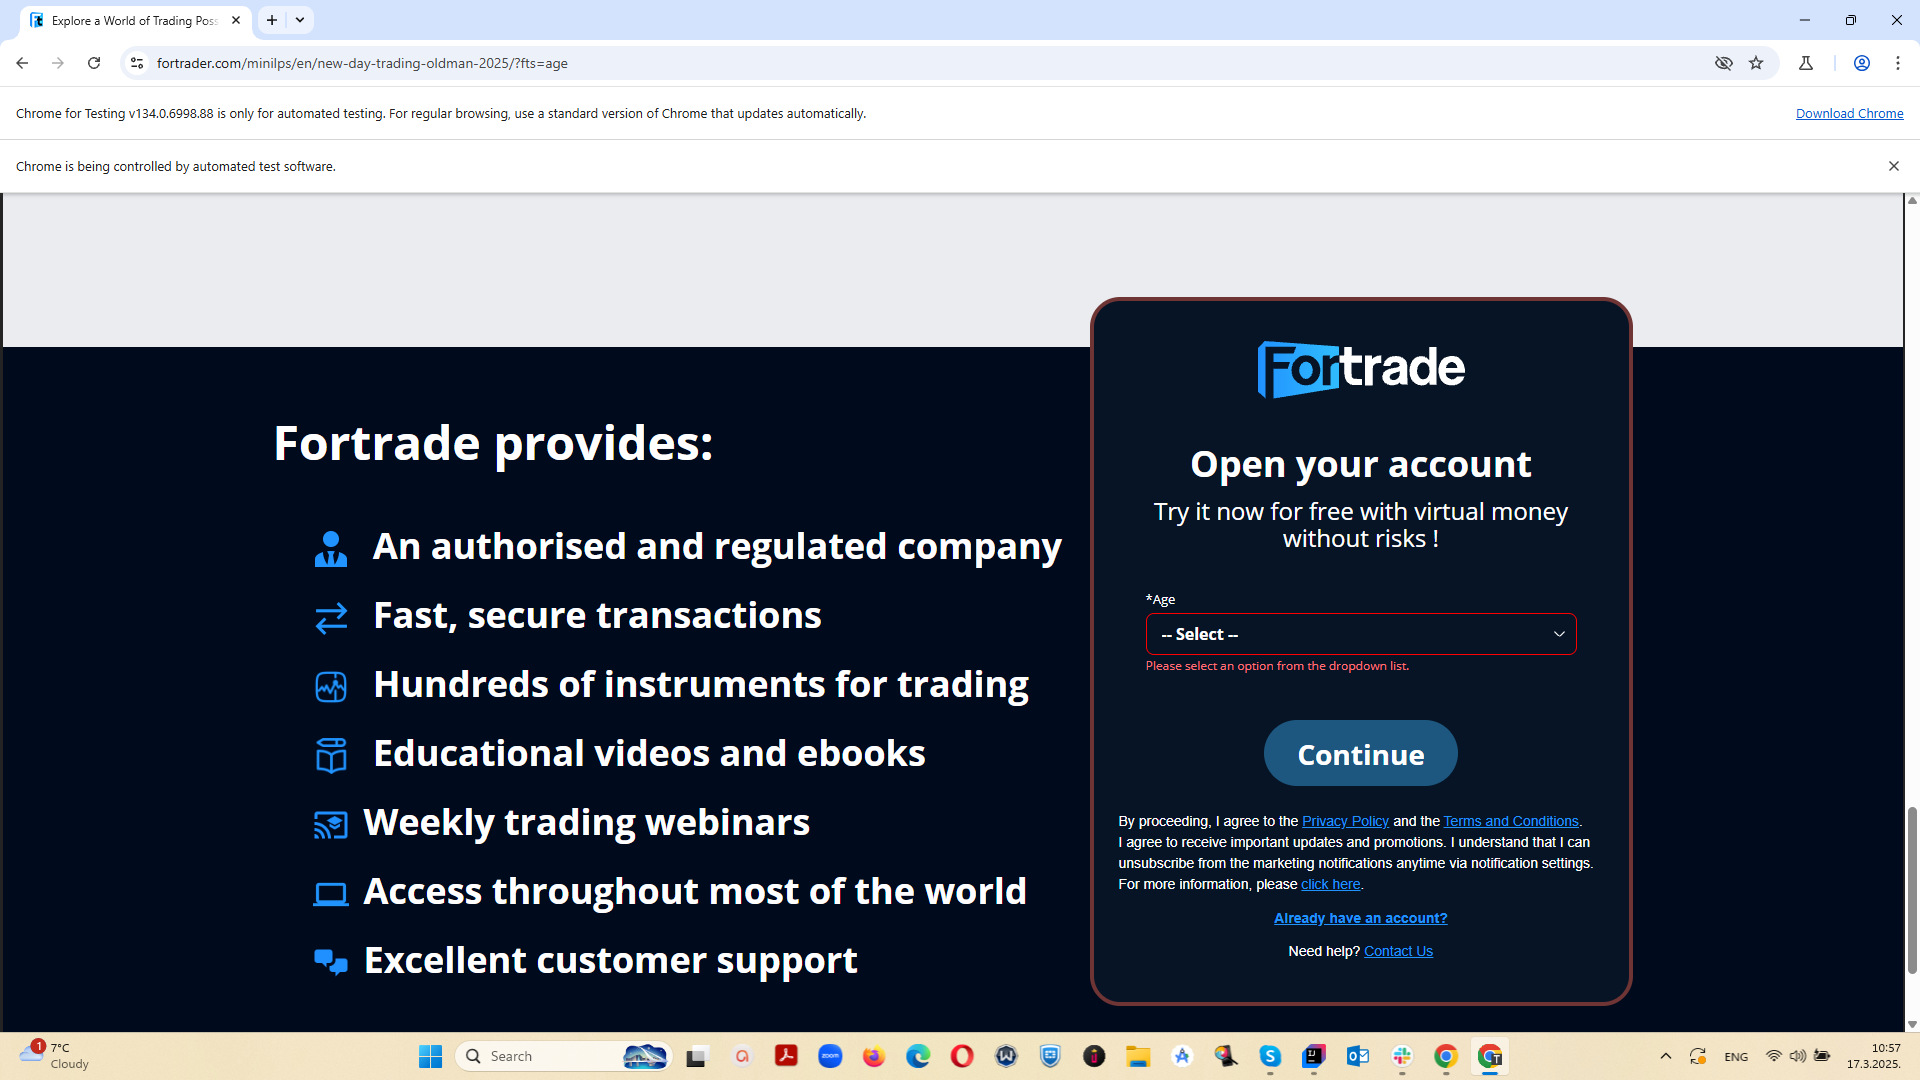 Explore a World of Trading Poss
fortrader.com/minilps/en/new-day-trading-oldman-2025/?fts=age
Chrome for Testing v134.0.6998.88 is only for automated testing. For regular browsing, use a standard version of Chrome that updates automatically.
Download Chrome
Chrome is being controlled by automated test software.
Fortrade provides:
An authorised and regulated company
Fast, secure transactions
Hundreds of instruments for trading
Educational videos and ebooks
Weekly trading webinars
Access throughout most of the world
Excellent customer support
Fortrade
Open your account
Try it now for free with virtual money
without risks !
*Age
-- Select --
Please select an option from the dropdown list.
Continue
By proceeding, I agree to the Privacy Policy and the Terms and Conditions.
I agree to receive important updates and promotions. I understand that I can
unsubscribe from the marketing notifications anytime via notification settings.
For more information, please click here.
Already have an account?
Need help? Contact Us
1
7°C
Cloudy
Search
zoom
ENG
10:57
17.3.2025.